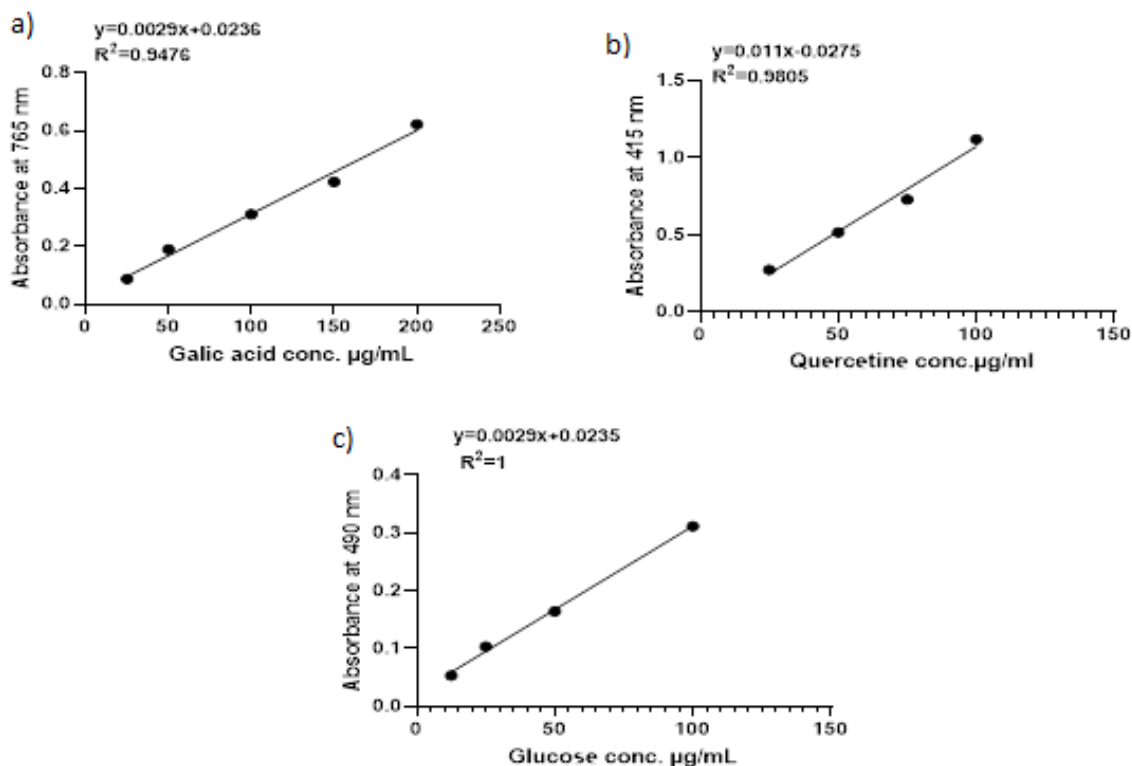 a)
y=0.0029x+0.0236
R²=0.9476
Absorbance at 765 nm
0.8
0.6
0.4
0.2
0.0
0 50 100 150 200 250
Galic acid conc. µg/mL
b)
y=0.011x-0.0275
R²=0.9805
Absorbance at 415 nm
1.5
1.0
0.5
0.0
0 50 100 150
Quercetine conc.µg/ml
c)
y=0.0029x+0.0235
R²=1
Absorbance at 490 nm
0.4
0.3
0.2
0.1
0.0
0 50 100 150
Glucose conc. µg/mL